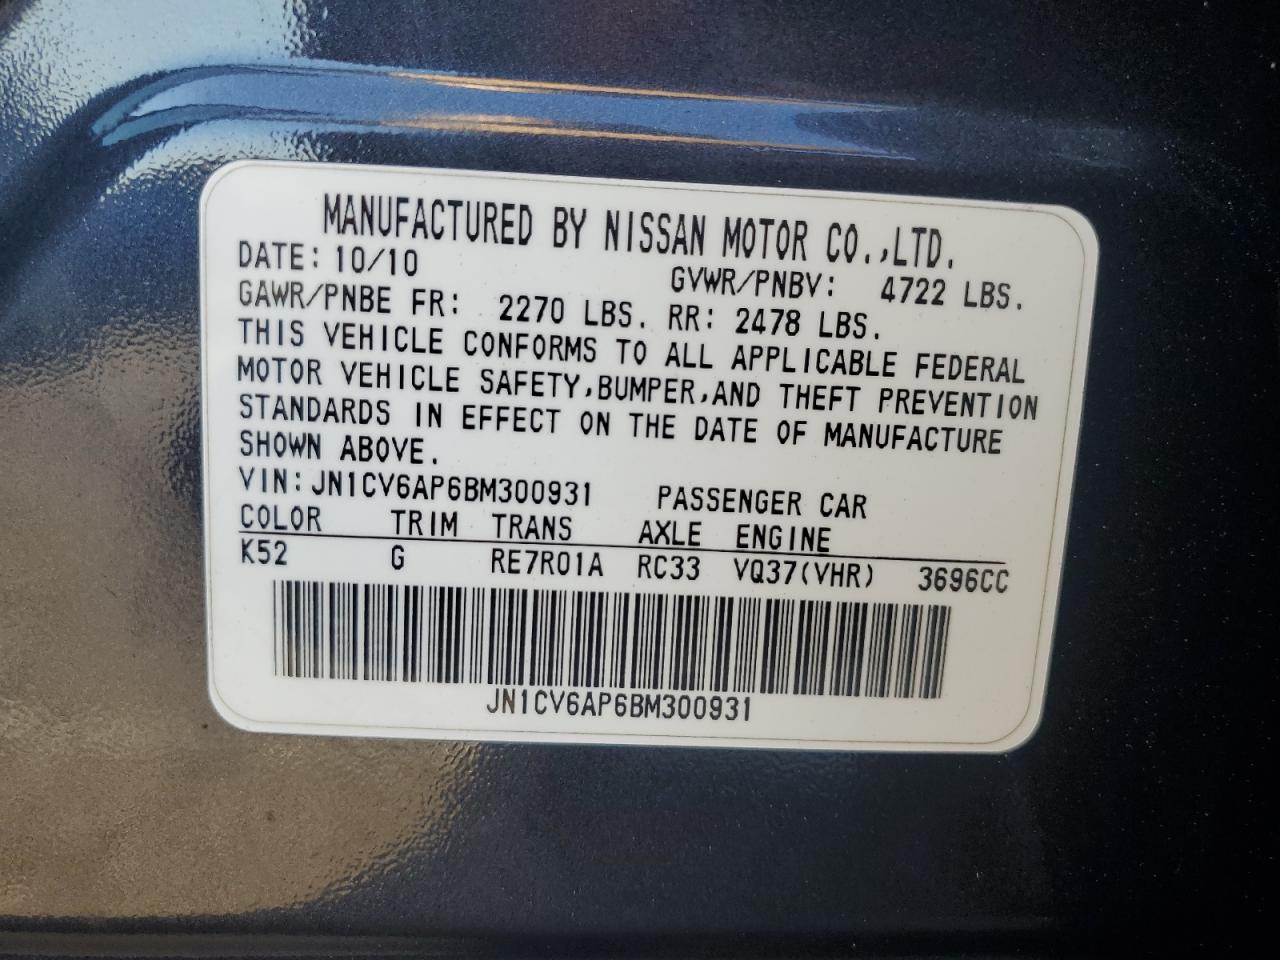 MANUFACTURED BY NISSAN MOTOR CO.,LTD.
DATE: 10/10 GVWR/PNBV: 4722 LBS.
GAWR/PNBE FR: 2270 LBS. RR: 2478 LBS.
THIS VEHICLE CONFORMS TO ALL APPLICABLE FEDERAL
MOTOR VEHICLE SAFETY,BUMPER,AND THEFT PREVENTION
STANDARDS IN EFFECT ON THE DATE OF MANUFACTURE
SHOWN ABOVE.
VIN:JN1CV6AP6BM300931 PASSENGER CAR
COLOR TRIM TRANS AXLE ENGINE
K52 G RE7R01A RC33 VQ37(VHR) 3696CC
JN1CV6AP6BM300931